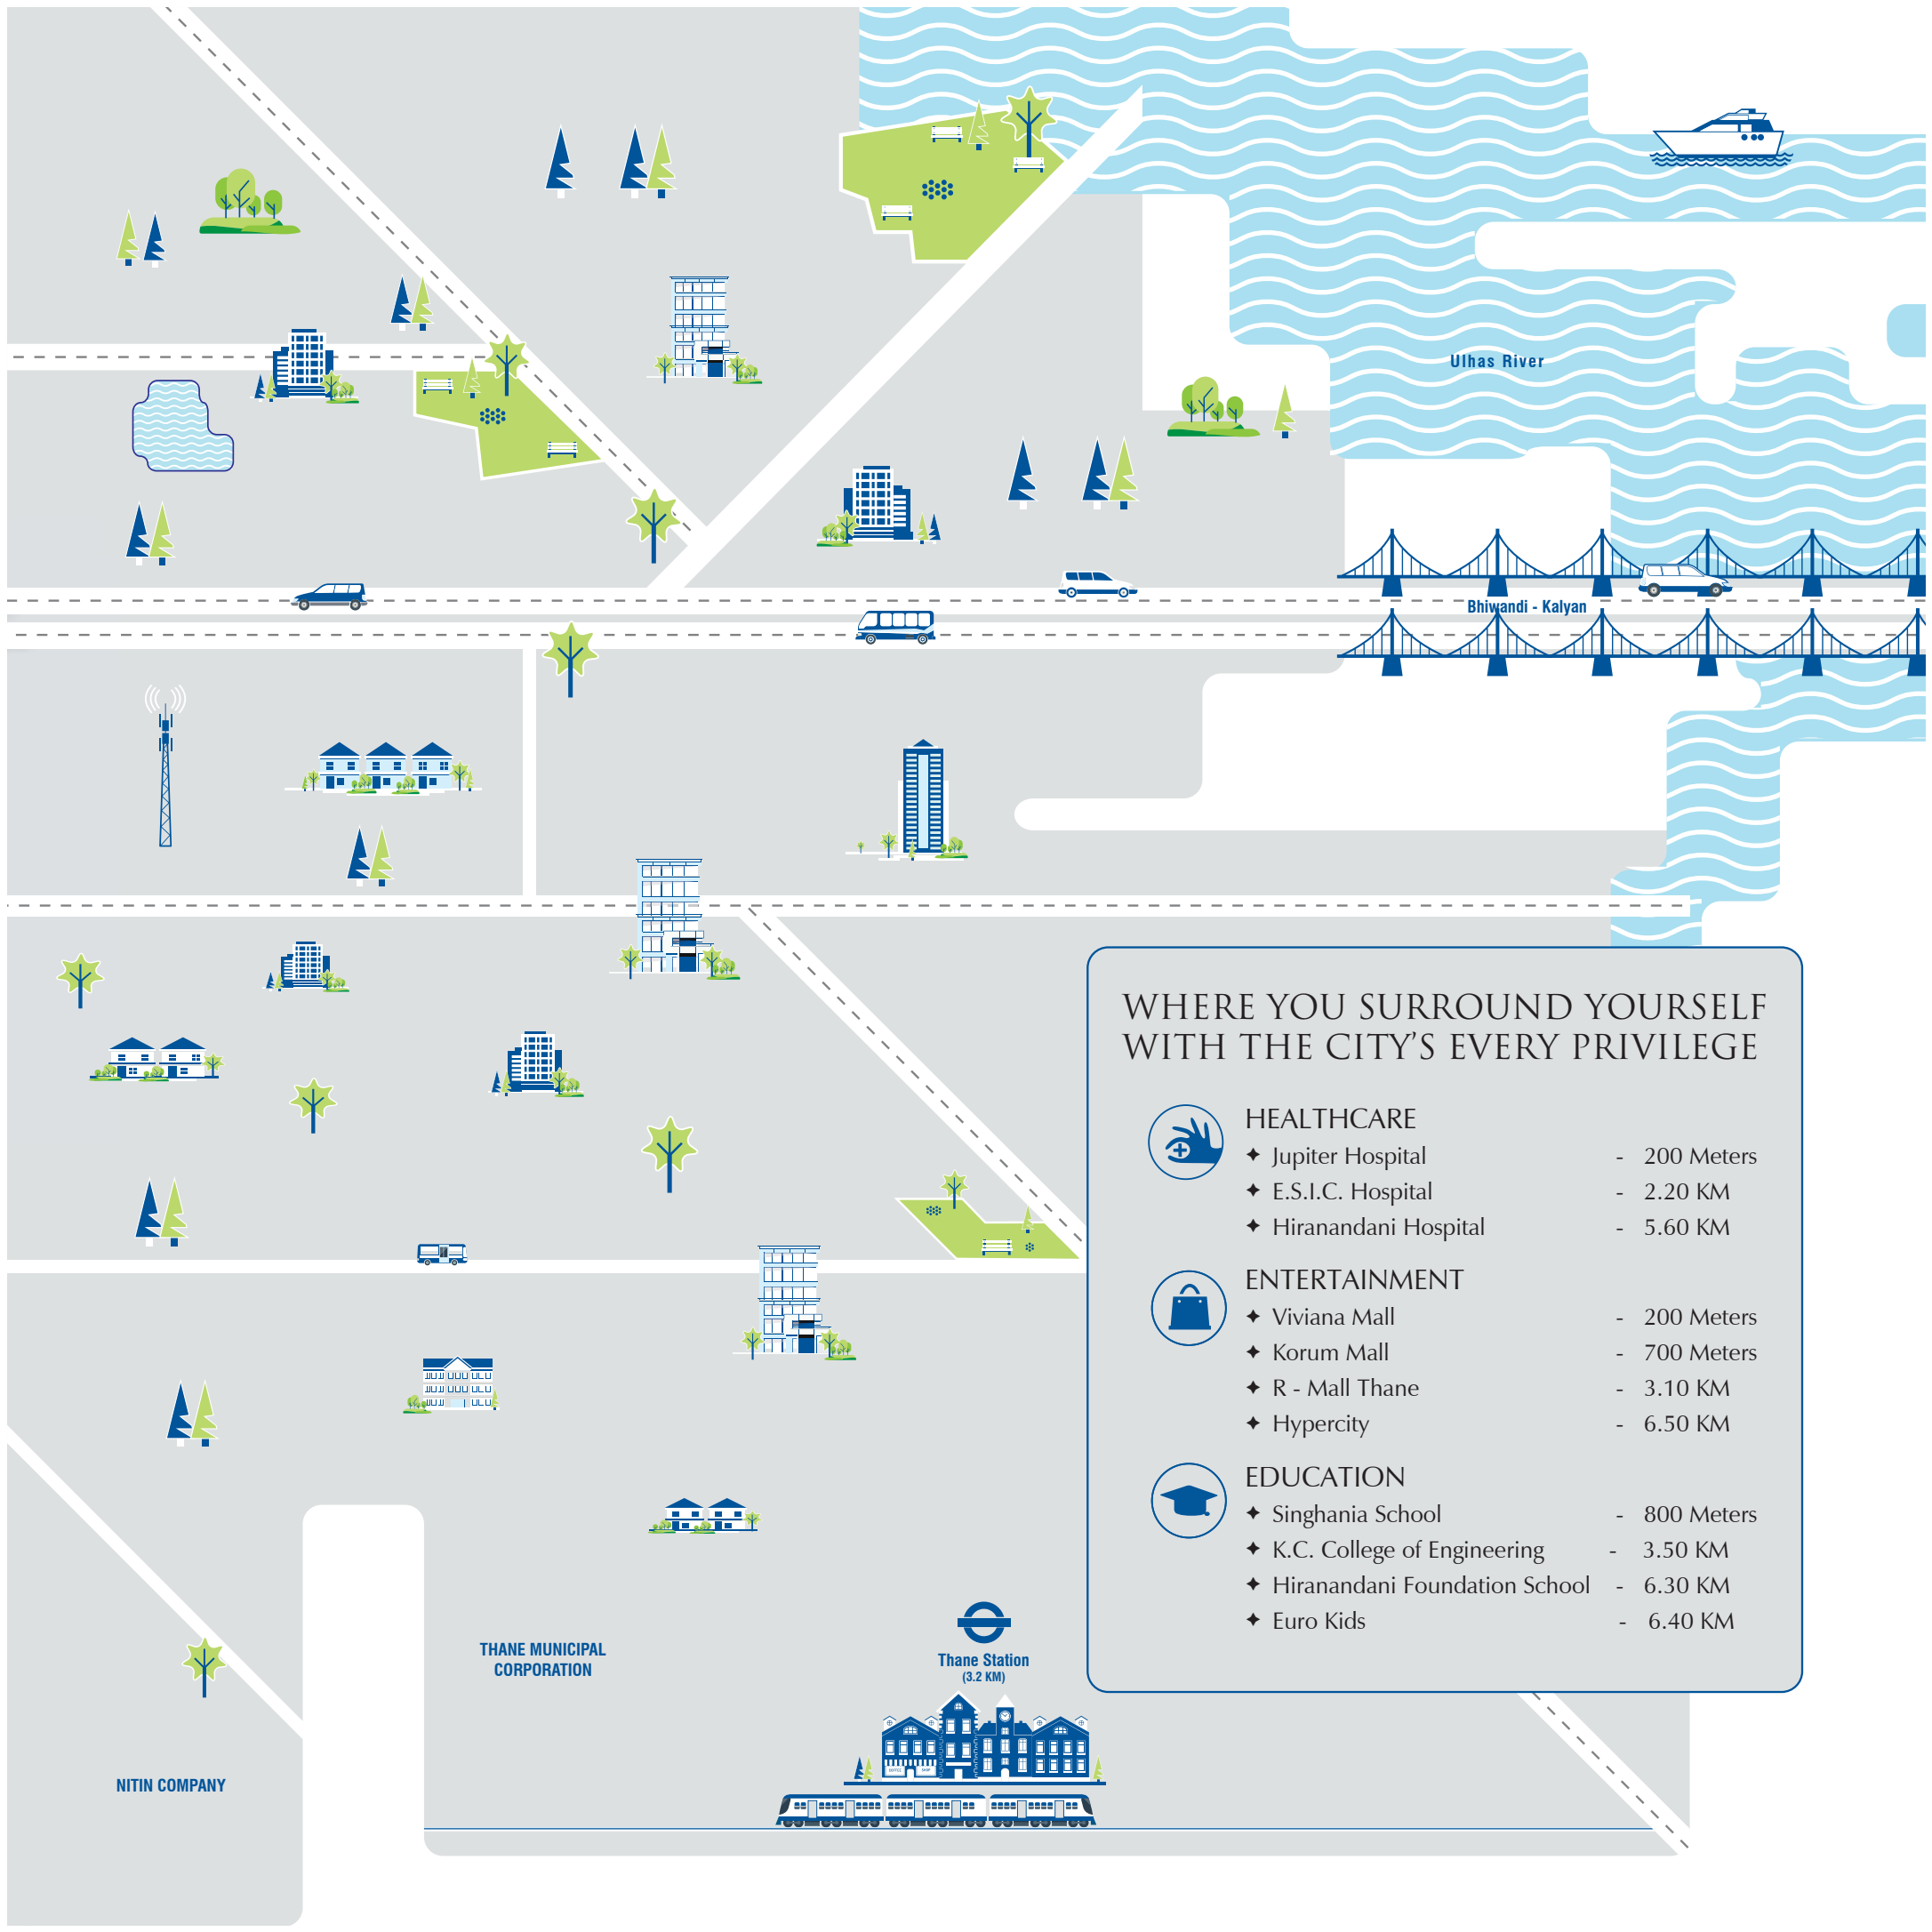 Ulhas River
Bhiwandi - Kalyan
WHERE YOU SURROUND YOURSELF
WITH THE CITY'S EVERY PRIVILEGE
HEALTHCARE
✦ Jupiter Hospital - 200 Meters
✦ E.S.I.C. Hospital - 2.20 KM
✦ Hiranandani Hospital - 5.60 KM
ENTERTAINMENT
✦ Viviana Mall - 200 Meters
✦ Korum Mall - 700 Meters
✦ R - Mall Thane - 3.10 KM
✦ Hypercity - 6.50 KM
EDUCATION
✦ Singhania School - 800 Meters
✦ K.C. College of Engineering - 3.50 KM
✦ Hiranandani Foundation School - 6.30 KM
✦ Euro Kids - 6.40 KM
THANE MUNICIPAL
CORPORATION
Thane Station
(3.2 KM)
NITIN COMPANY